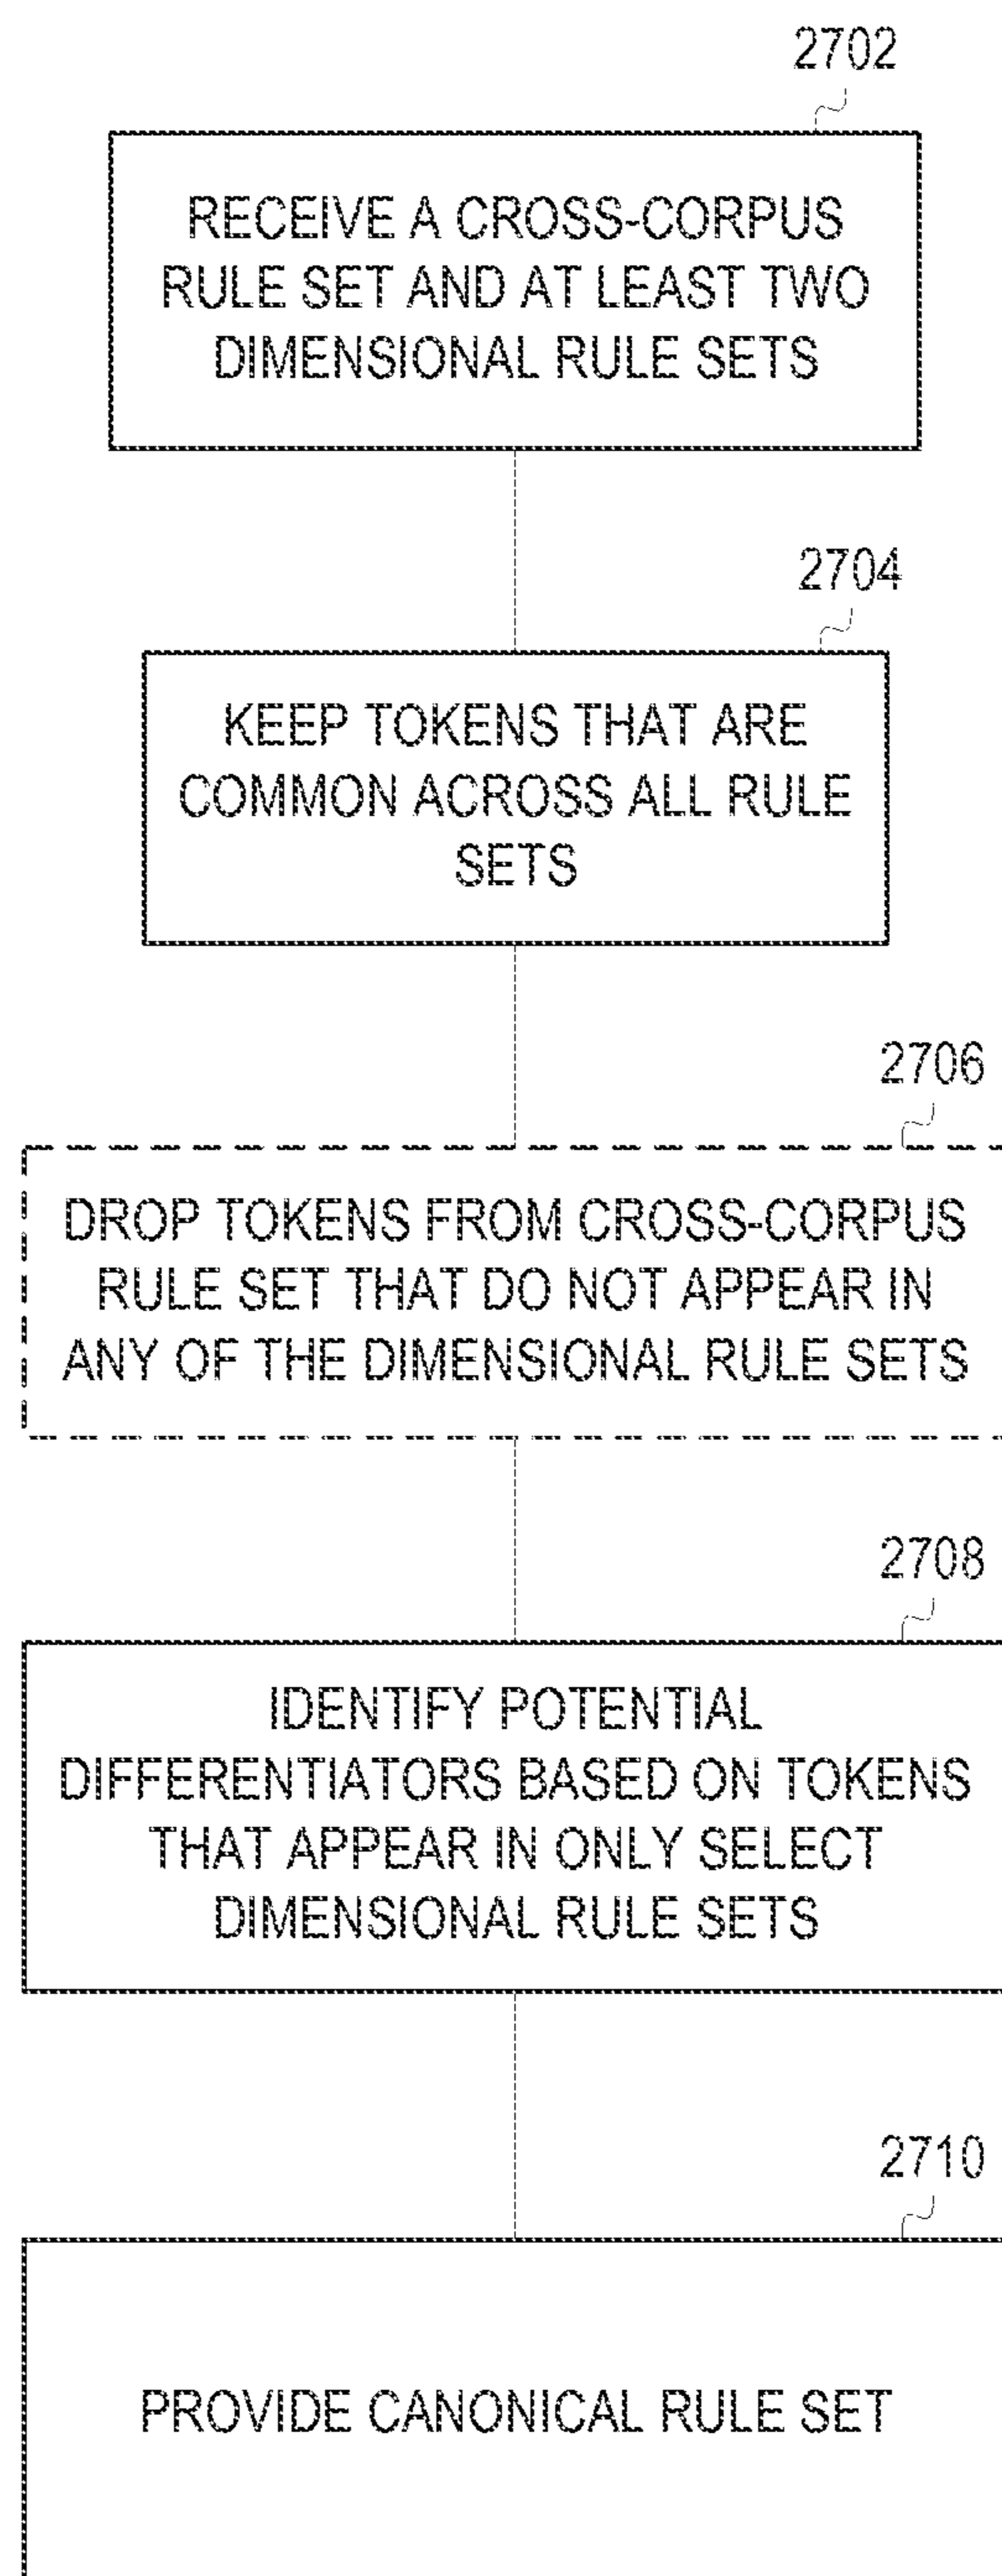 2702
RECEIVE A CROSS-CORPUS
RULE SET AND AT LEAST TWO
DIMENSIONAL RULE SETS
2704
KEEP TOKENS THAT ARE
COMMON ACROSS ALL RULE
SETS
2706
DROP TOKENS FROM CROSS-CORPUS
RULE SET THAT DO NOT APPEAR IN
ANY OF THE DIMENSIONAL RULE SETS
2708
IDENTIFY POTENTIAL
DIFFERENTIATORS BASED ON TOKENS
THAT APPEAR IN ONLY SELECT
DIMENSIONAL RULE SETS
2710
PROVIDE CANONICAL RULE SET